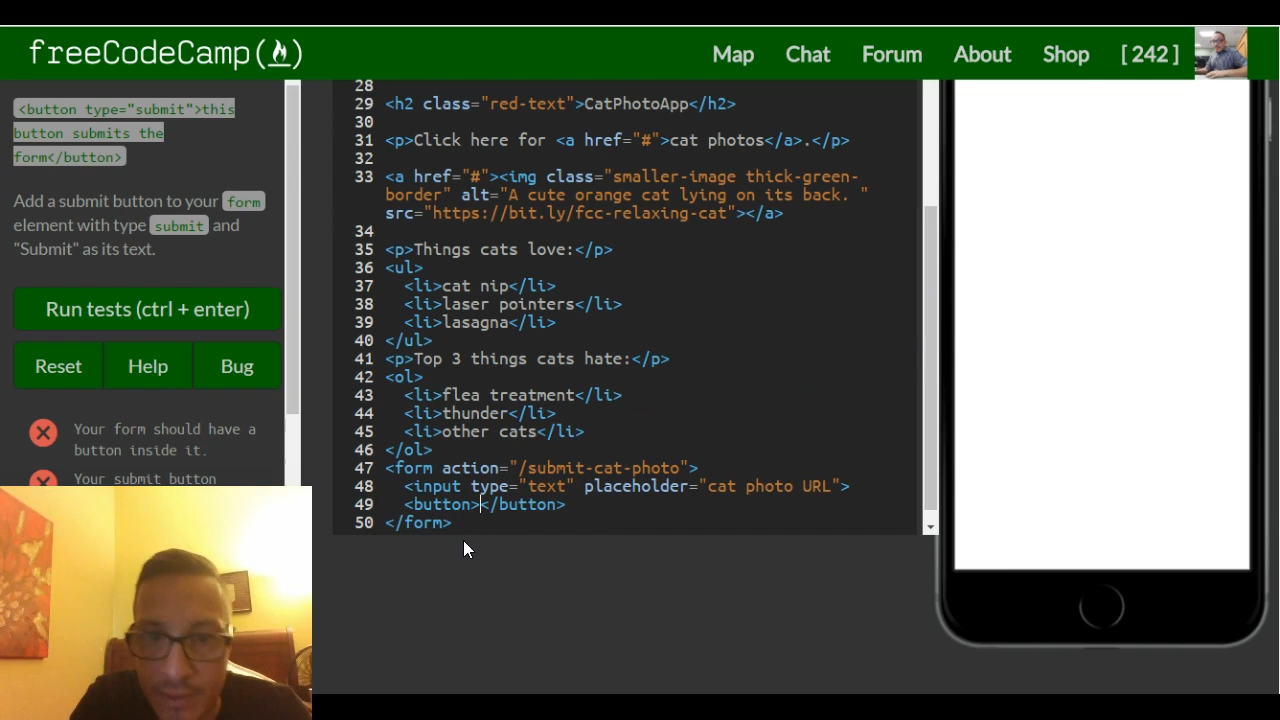 freeCodeCamp(🔥)
Map Chat Forum About Shop [ 242 ]
<button type="submit">this
button submits the
form</button>
Add a submit button to your form
element with type submit and
"Submit" as its text.
Run tests (ctrl + enter)
Reset Help Bug
Your form should have a
button inside it.
Your submit button
28
29 <h2 class="red-text">CatPhotoApp</h2>
30
31 <p>Click here for <a href="#">cat photos</a>.</p>
32
33 <a href="#"><img class="smaller-image thick-green-
border" alt="A cute orange cat lying on its back. "
src="https://bit.ly/fcc-relaxing-cat"></a>
34
35 <p>Things cats love:</p>
36 <ul>
37 <li>cat nip</li>
38 <li>laser pointers</li>
39 <li>lasagna</li>
40 </ul>
41 <p>Top 3 things cats hate:</p>
42 <ol>
43 <li>flea treatment</li>
44 <li>thunder</li>
45 <li>other cats</li>
46 </ol>
47 <form action="/submit-cat-photo">
48 <input type="text" placeholder="cat photo URL">
49 <button></button>
50 </form>